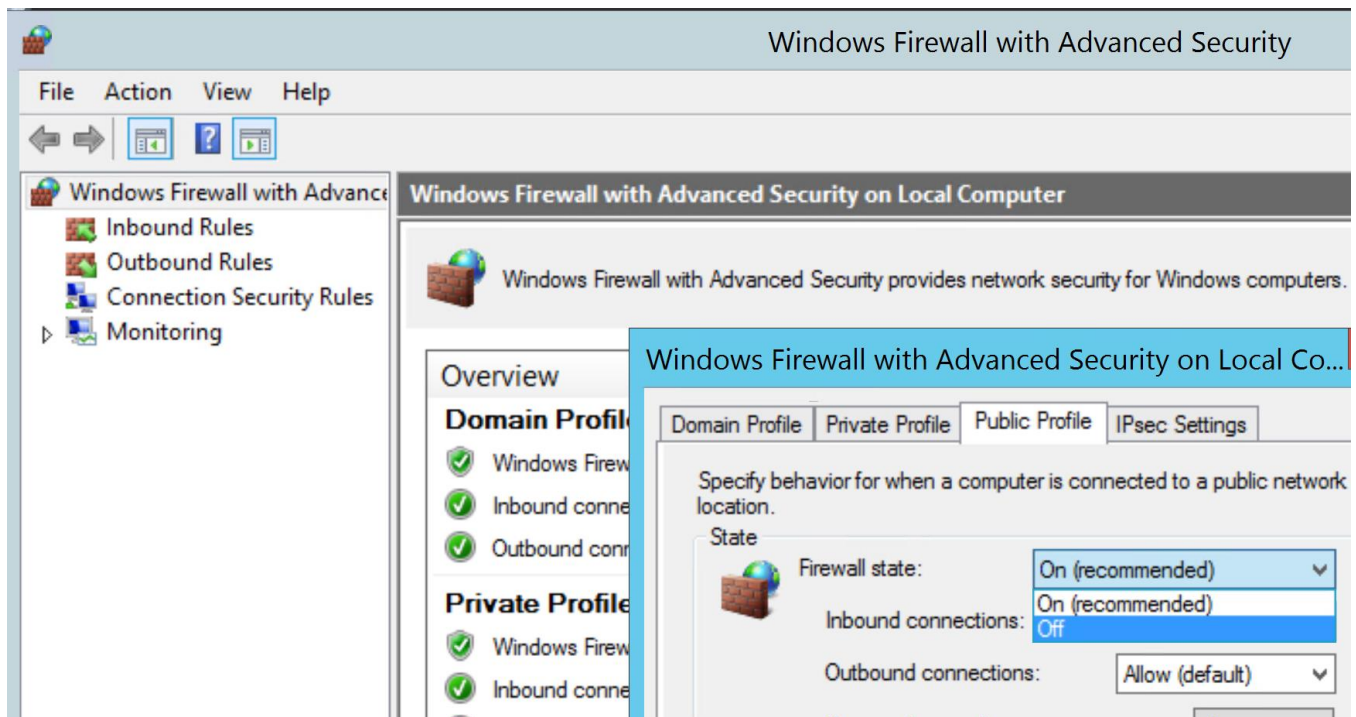 Windows Firewall with Advanced Security
File Action View Help
Windows Firewall with Advance
Inbound Rules
Outbound Rules
Connection Security Rules
Monitoring
Windows Firewall with Advanced Security on Local Computer
Windows Firewall with Advanced Security provides network security for Windows computers.
Overview
Domain Profile
Windows Firew
Inbound conne
Outbound conn
Private Profile
Windows Firew
Inbound conne
Windows Firewall with Advanced Security on Local Co...
Domain Profile Private Profile Public Profile IPsec Settings
Specify behavior for when a computer is connected to a public network
location.
State
Firewall state: On (recommended)
On (recommended)
Off
Inbound connections:
Outbound connections: Allow (default)